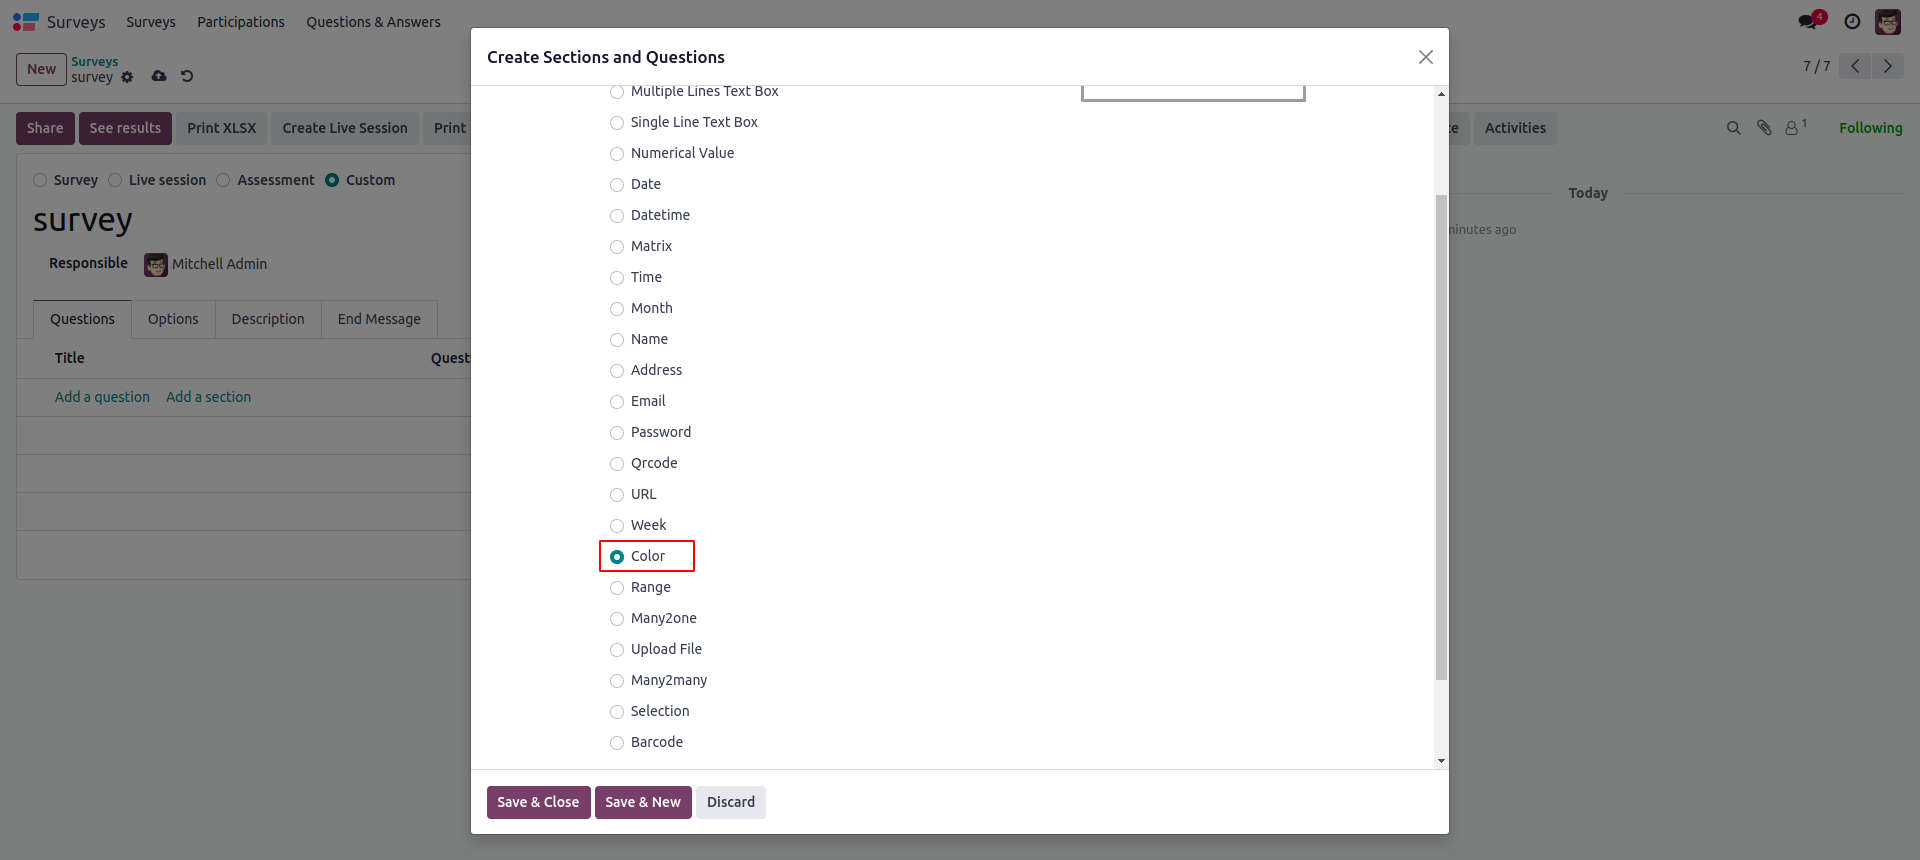 Surveys Surveys Participations Questions & Answers 4
New Surveys
survey
7 / 7
Share See results Print XLSX Create Live Session Print
Activities 1 Following
Survey Live session Assessment Custom
survey
Responsible Mitchell Admin
Questions Options Description End Message
Title Quest
Add a question Add a section
Today
minutes ago
Create Sections and Questions
Multiple Lines Text Box
Single Line Text Box
Numerical Value
Date
Datetime
Matrix
Time
Month
Name
Address
Email
Password
Qrcode
URL
Week
Color
Range
Many2one
Upload File
Many2many
Selection
Barcode
Save & Close Save & New Discard